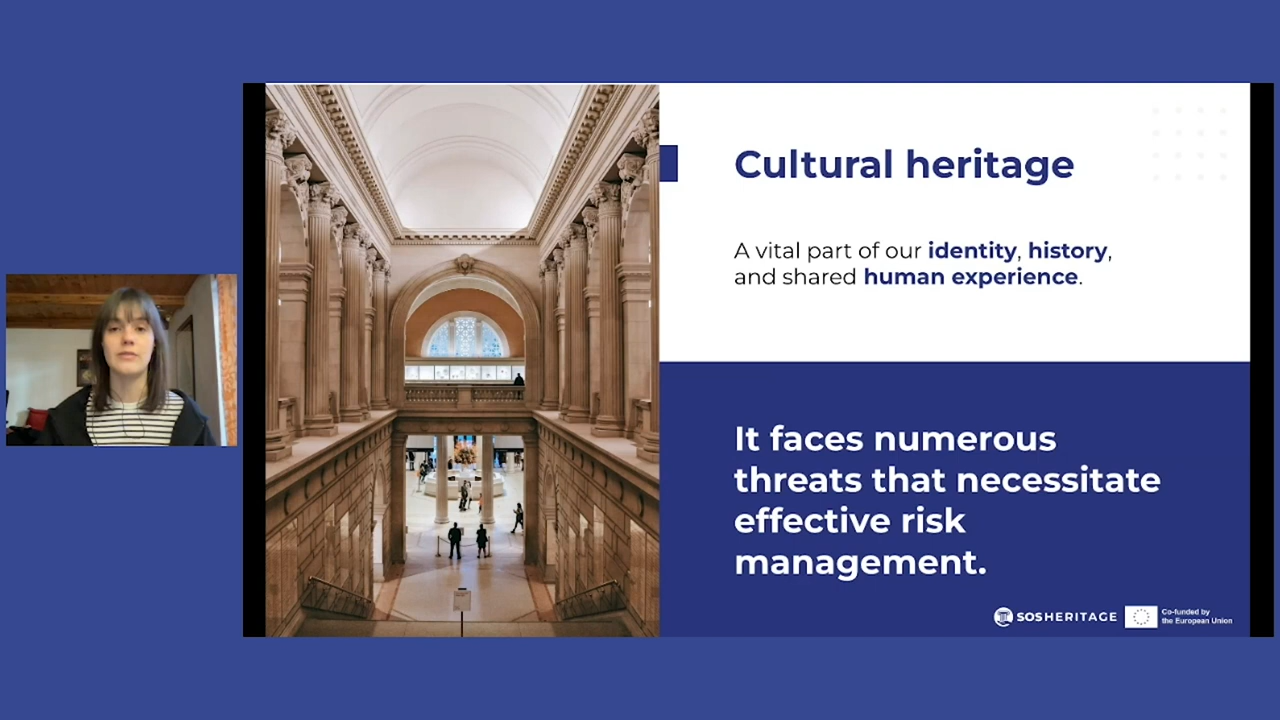 Cultural heritage
A vital part of our identity, history,
and shared human experience.
It faces numerous
threats that necessitate
effective risk
management.
SOSHERITAGE
Co-funded by
the European Union